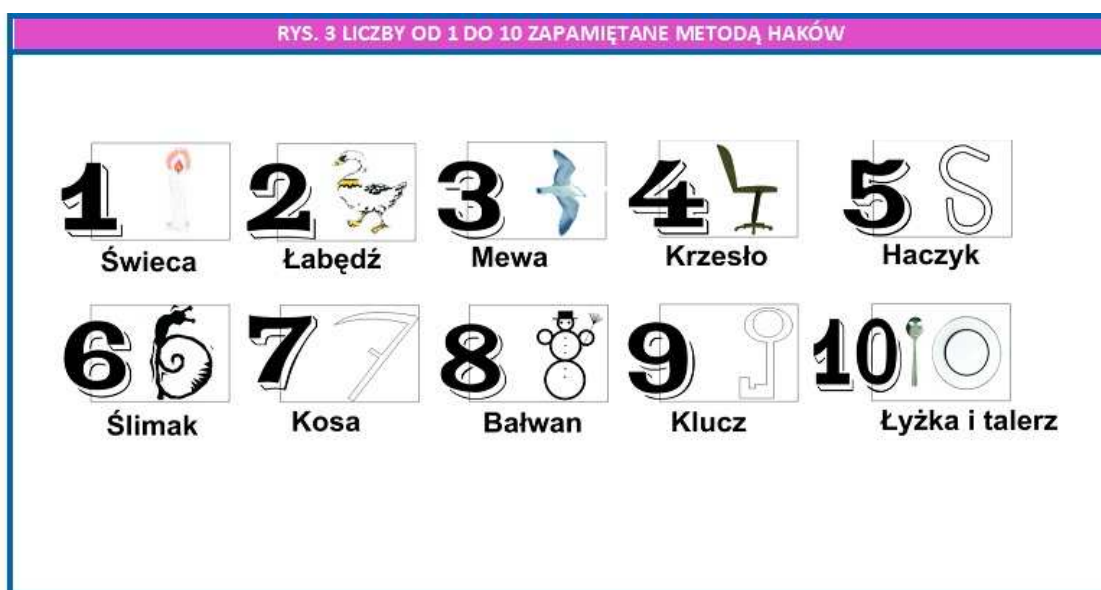 RYS. 3 LICZBY OD 1 DO 10 ZAPAMIĘTANE METODĄ HAKÓW
1 2 3 4 5
Świeca Łabędź Mewa Krzesło Haczyk
6 7 8 9 10
Ślimak Kosa Bałwan Klucz Łyżka i talerz